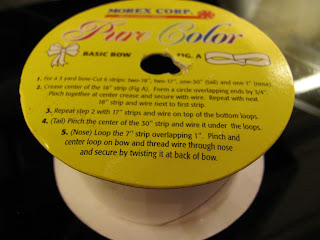 MOREX CORP.
Pure Color
BASIC BOW
FIG. A
1. For a 3 yard bow-Cut 6 strips: two-18", two-17", one-30" (tail) and one 7" (nose).
2. Crease center of the 18" strip (Fig A). Form a circle overlapping ends by 3/4".
Pinch together at center crease and secure with wire. Repeat with next
18" strip and wire next to first strip.
3. Repeat step 2 with 17" strips and wire on top of the bottom loops.
4. (Tail) Pinch the center of the 30" strip and wire it under the loops.
5. (Nose) Loop the 7" strip overlapping 1". Pinch and
center loop on bow and thread wire through nose
and secure by twisting it at back of bow.